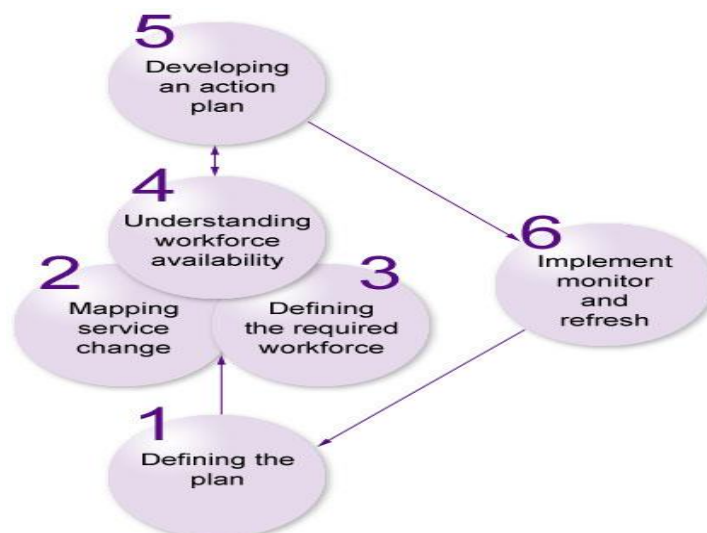 5
Developing
an action
plan
4
Understanding
workforce
availability
2
Mapping
service
change
3
Defining
the required
workforce
6
Implement
monitor
and
refresh
1
Defining the
plan